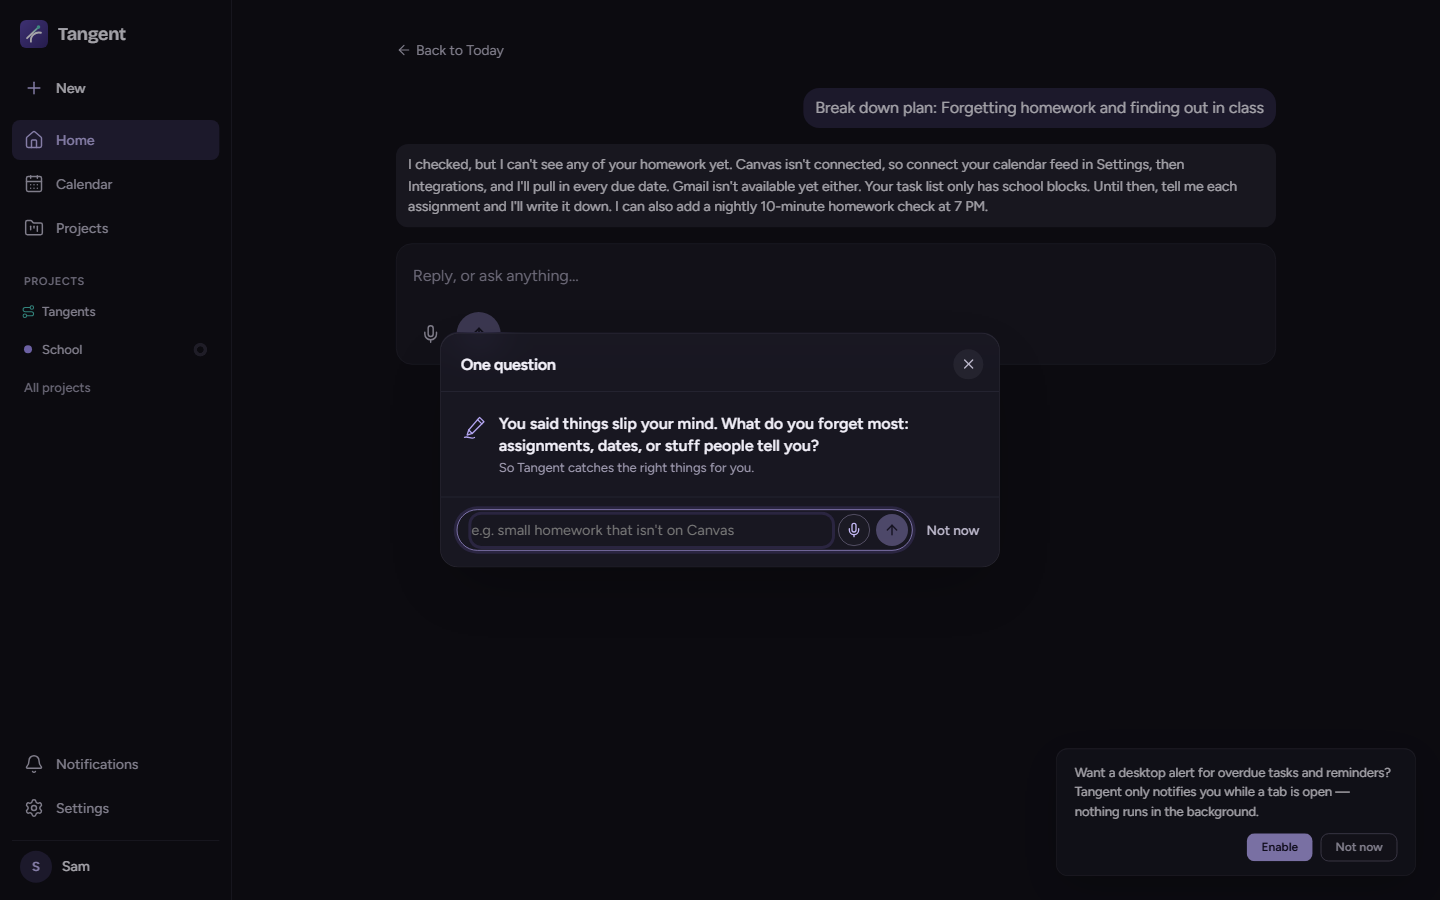 Tangent
New
Home
Calendar
Projects
PROJECTS
Tangents
School
All projects
Notifications
Settings
S
Sam
Back to Today
Break down plan: Forgetting homework and finding out in class
I checked, but I can't see any of your homework yet. Canvas isn't connected, so connect your calendar feed in Settings, then
Integrations, and I'll pull in every due date. Gmail isn't available yet either. Your task list only has school blocks. Until then, tell me each
assignment and I'll write it down. I can also add a nightly 10-minute homework check at 7 PM.
Reply, or ask anything...
One question
You said things slip your mind. What do you forget most:
assignments, dates, or stuff people tell you?
So Tangent catches the right things for you.
e.g. small homework that isn't on Canvas
Not now
Want a desktop alert for overdue tasks and reminders?
Tangent only notifies you while a tab is open —
nothing runs in the background.
Enable
Not now